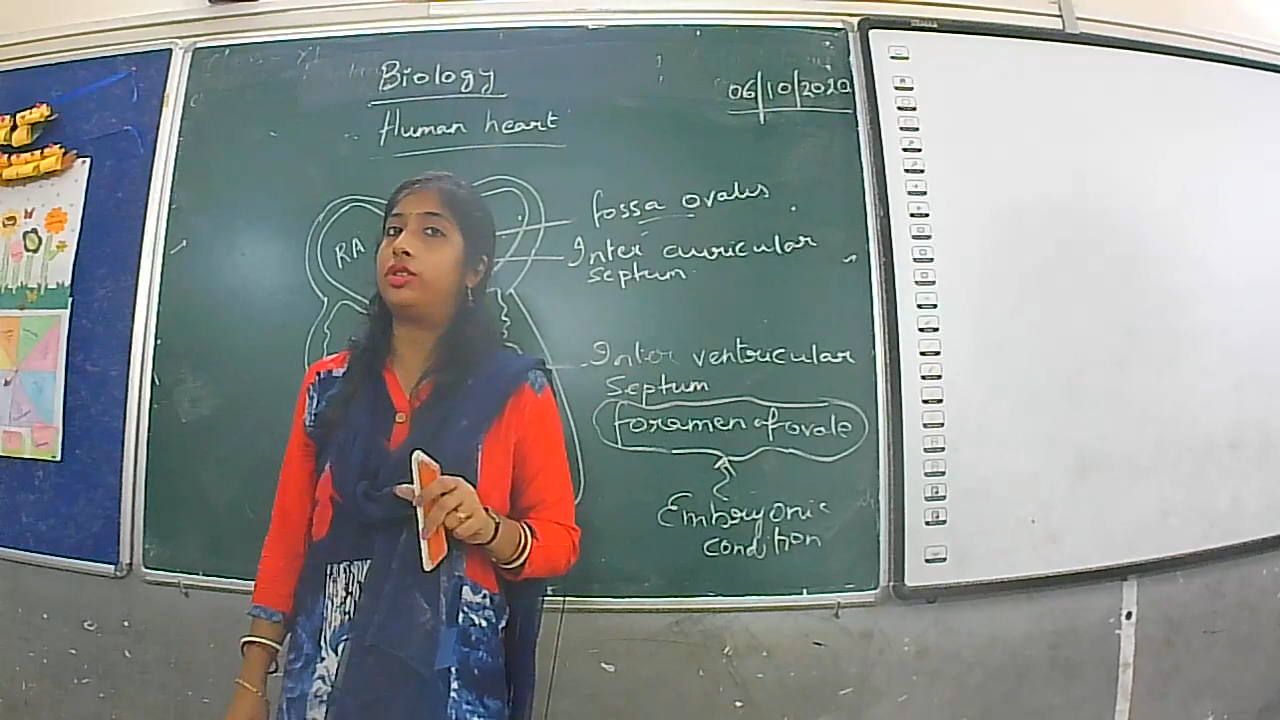 Biology
06/10/2020
Human heart
RA
fossa ovalis
Inter auricular
septum
Inter ventricular
Septum
foramen of ovale
Embryonic
condition